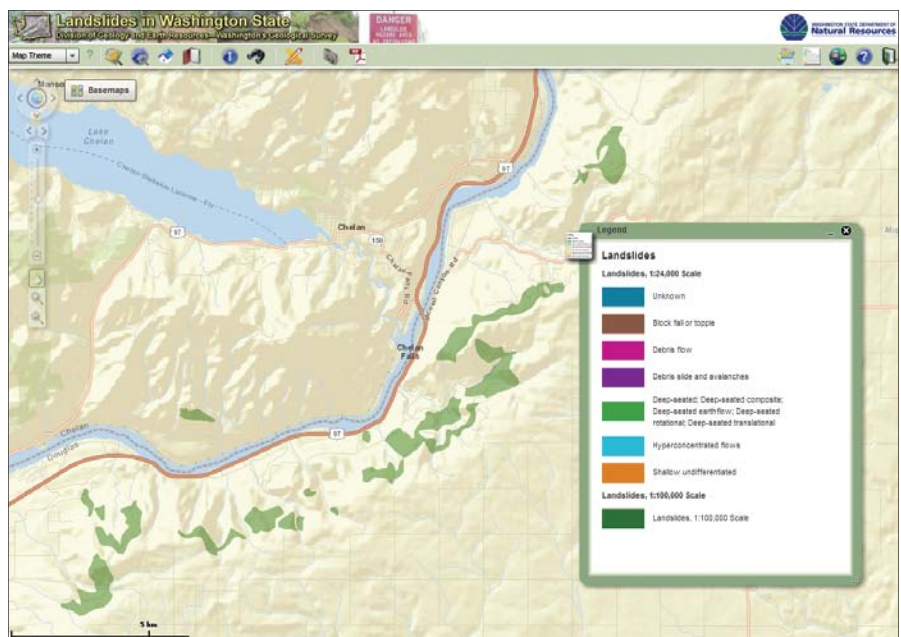 Landslides in Washington State
Division of Geology and Earth Resources - Washington's Geological Survey
DANGER
WASHINGTON STATE DEPARTMENT OF
Natural Resources
Map Theme
?
Basemaps
Manson
Lake
Chelan
97
97
Chelan
150
Chelan
Falls
97
Chelan
Douglas
5 km
Legend
Landslides
Landslides, 1:24,000 Scale
Unknown
Block fall or topple
Debris flow
Debris slide and avalanches
Deep-seated; Deep-seated composite;
Deep-seated earthflow; Deep-seated
rotational; Deep-seated translational
Hyperconcentrated flows
Shallow undifferentiated
Landslides, 1:100,000 Scale
Landslides, 1:100,000 Scale